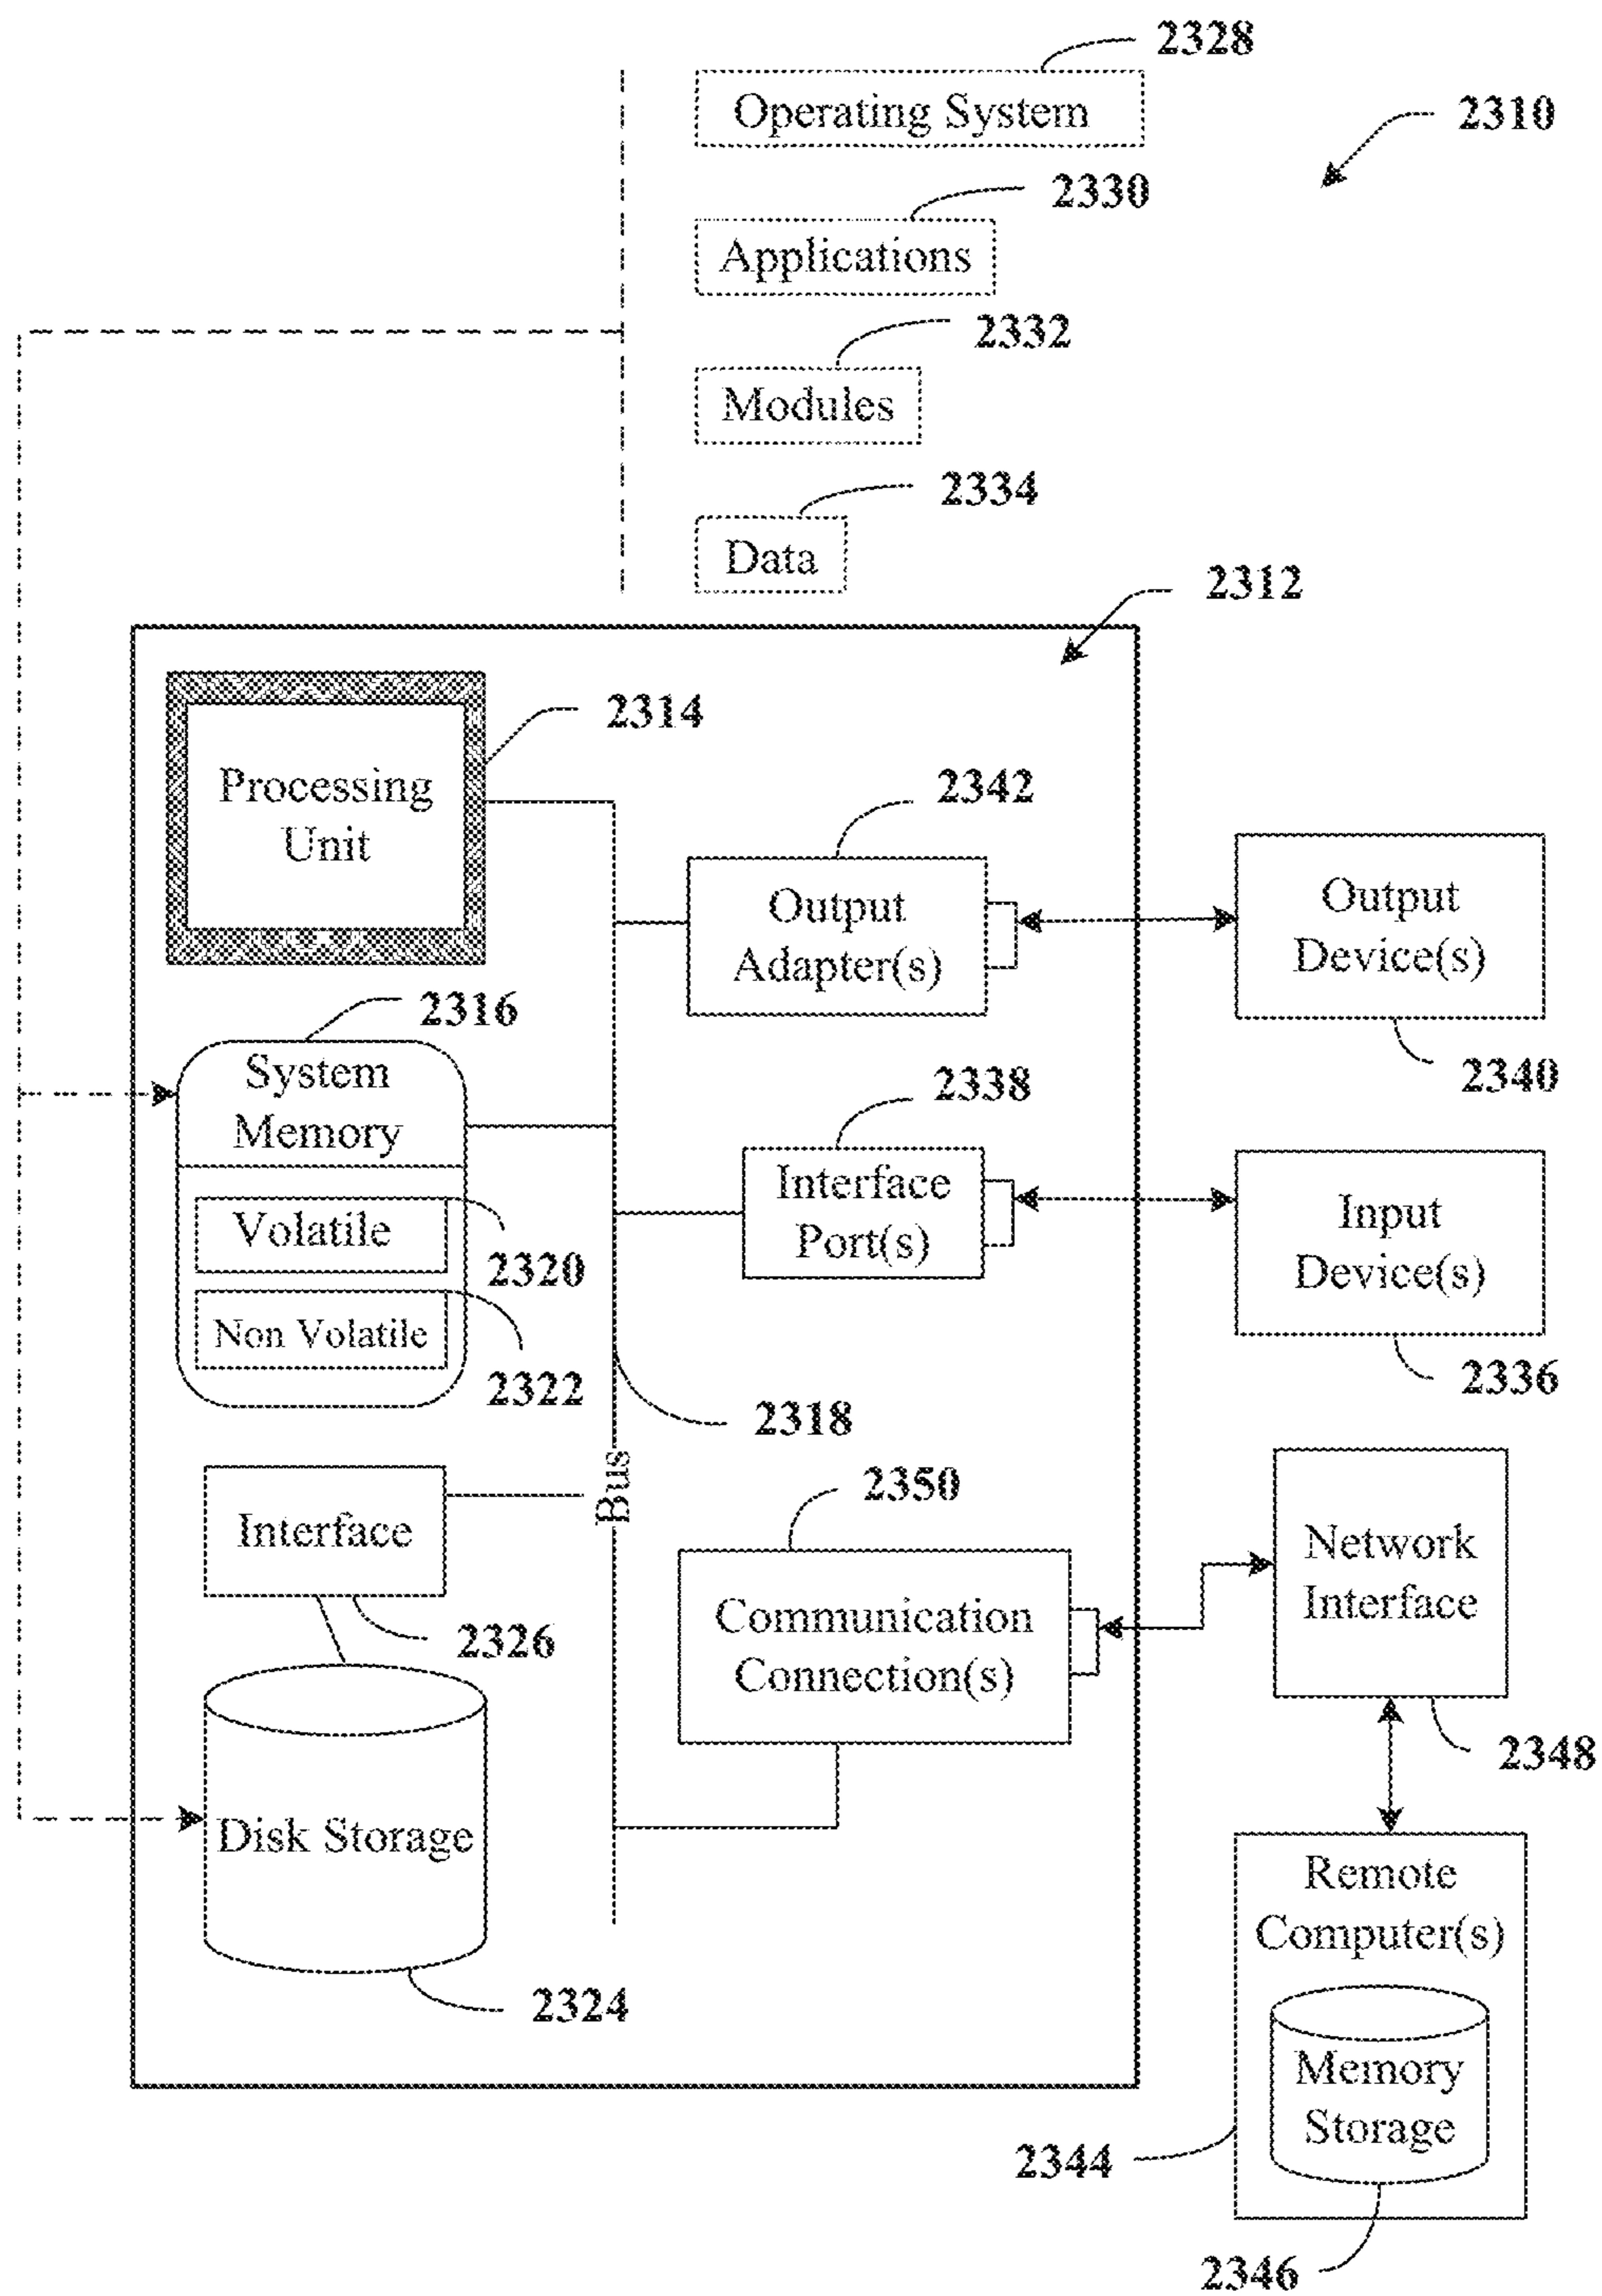 2328
Operating System
2310
2330
Applications
2332
Modules
2334
Data
2312
Processing
Unit
2314
2342
Output
Adapter(s)
Output
Device(s)
2340
2316
System
Memory
Volatile
2320
Non Volatile
2322
2338
Interface
Port(s)
Input
Device(s)
2336
2318
Bus
Interface
2326
2350
Communication
Connection(s)
Network
Interface
2348
Disk Storage
2324
Remote
Computer(s)
Memory
Storage
2344
2346